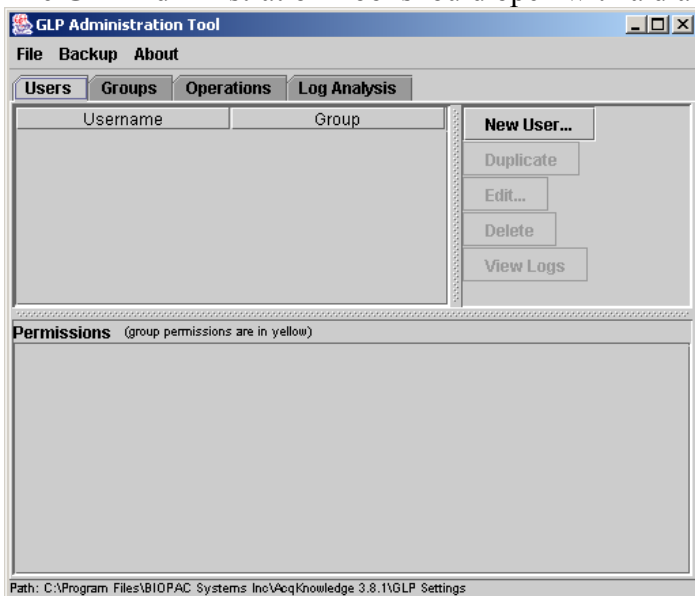 GLP Administration Tool
File Backup About
Users Groups Operations Log Analysis
Username Group
New User...
Duplicate
Edit...
Delete
View Logs
Permissions (group permissions are in yellow)
Path: C:\Program Files\BIOPAC Systems Inc\AcqKnowledge 3.8.1\GLP Settings